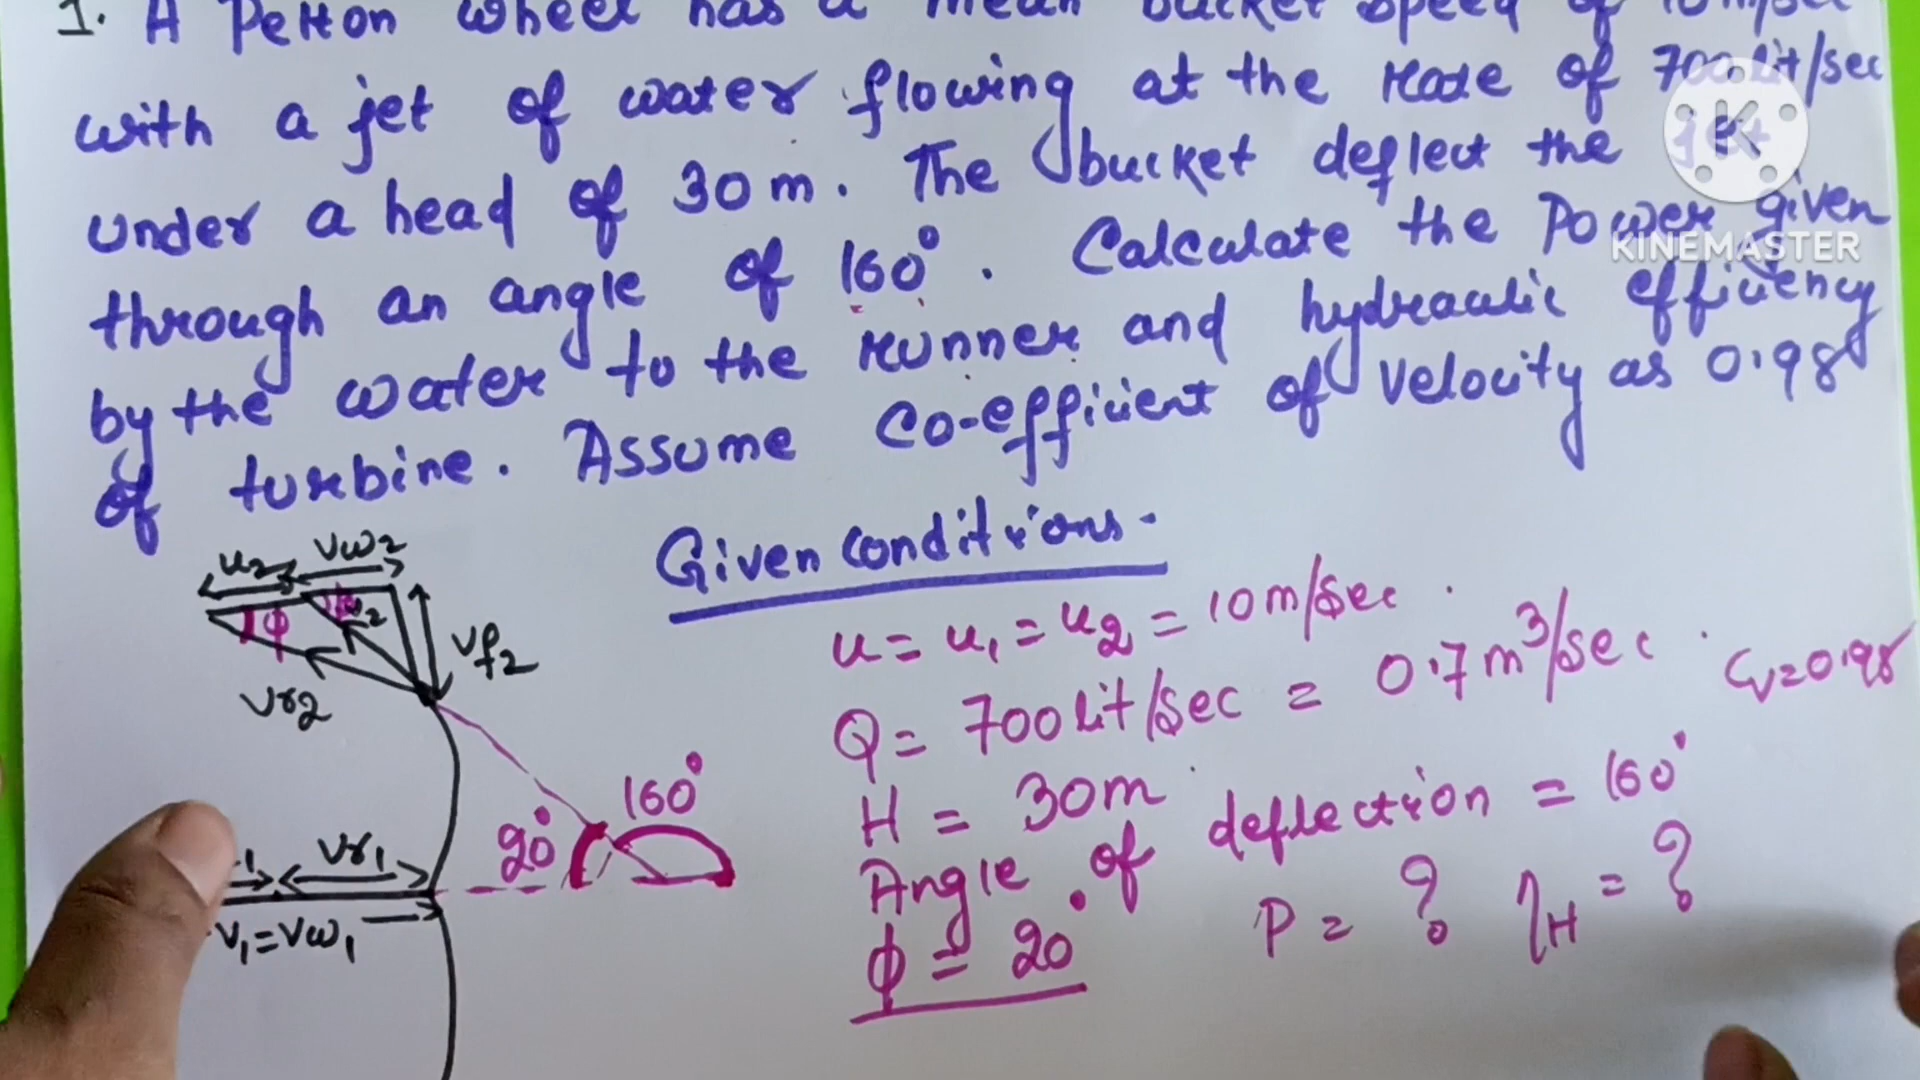 1. A Pelton wheel has a mean bucket speed of 10 m/sec
with a jet of water flowing at the rate of 700 lit/sec
under a head of 30m. The bucket deflect the jet
through an angle of 160°. Calculate the Power given
by the water to the runner and hydraulic efficiency
of turbine. Assume co-efficient of velocity as 0.98
KINEMASTER
Given conditions.
u = u1 = u2 = 10 m/sec.
Q = 700 lit/sec = 0.7 m³/sec. Cv=0.98
H = 30m
Angle of deflection = 160°
φ = 20°. P = ? ηH = ?
u2 Vw2
φ
Vf2
Vr2
160°
20°
Vr1
V1=Vw1